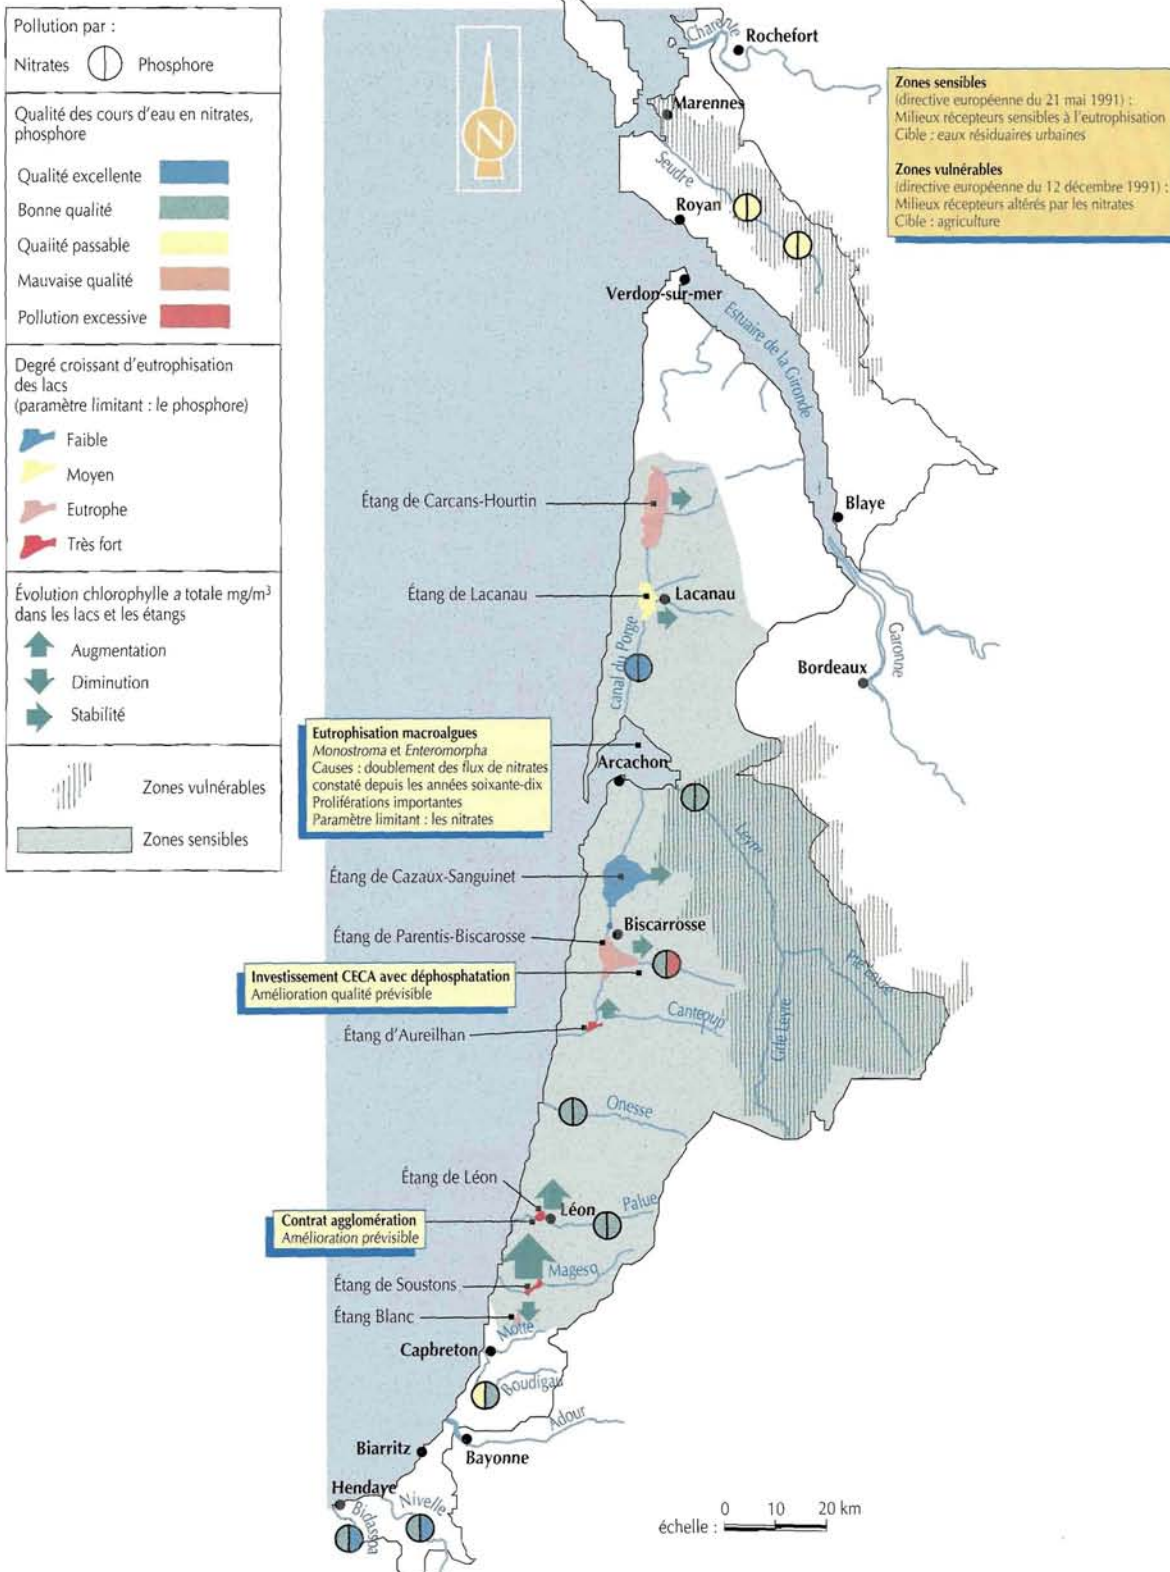 Pollution par :
Nitrates
Phosphore
Qualité des cours d'eau en nitrates,
phosphore
Qualité excellente
Bonne qualité
Qualité passable
Mauvaise qualité
Pollution excessive
Degré croissant d'eutrophisation
des lacs
(paramètre limitant : le phosphore)
Faible
Moyen
Eutrophe
Très fort
Évolution chlorophylle a totale mg/m³
dans les lacs et les étangs
Augmentation
Diminution
Stabilité
Zones vulnérables
Zones sensibles
N
Charente
Rochefort
Marennes
Zones sensibles
(directive européenne du 21 mai 1991) :
Milieux récepteurs sensibles à l'eutrophisation
Cible : eaux résiduaires urbaines
Zones vulnérables
(directive européenne du 12 décembre 1991) :
Milieux récepteurs altérés par les nitrates
Cible : agriculture
Seudre
Royan
Verdon-sur-mer
Estuaire de la Gironde
Étang de Carcans-Hourtin
Blaye
Étang de Lacanau
Lacanau
canal du Porge
Garonne
Bordeaux
Eutrophisation macroalgues
Monostroma et Enteromorpha
Causes : doublement des flux de nitrates
constaté depuis les années soixante-dix
Proliférations importantes
Paramètre limitant : les nitrates
Arcachon
Leyre
Étang de Cazaux-Sanguinet
Biscarrosse
Étang de Parentis-Biscarosse
Investissement CECA avec déphosphatation
Amélioration qualité prévisible
Canteoup
Étang d'Aureilhan
Onesse
Étang de Léon
Léon
Palue
Contrat agglomération
Amélioration prévisible
Magesq
Étang de Soustons
Étang Blanc
Motte
Capbreton
Boudigau
Adour
Biarritz
Bayonne
Hendaye
Nivelle
Bidassoa
échelle :
0 10 20 km